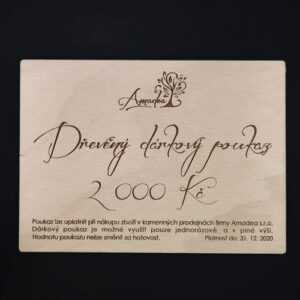 Amadea
Dřevěný dárkový poukaz
2 000 Kč
Poukaz lze uplatnit při nákupu zboží v kamenných prodejnách firmy Amadea s.r.o.
Dárkový poukaz je možné využít pouze jednorázově a v plné výši.
Hodnotu poukazu nelze směnit za hotovost. Platnost do: 31. 12. 2020